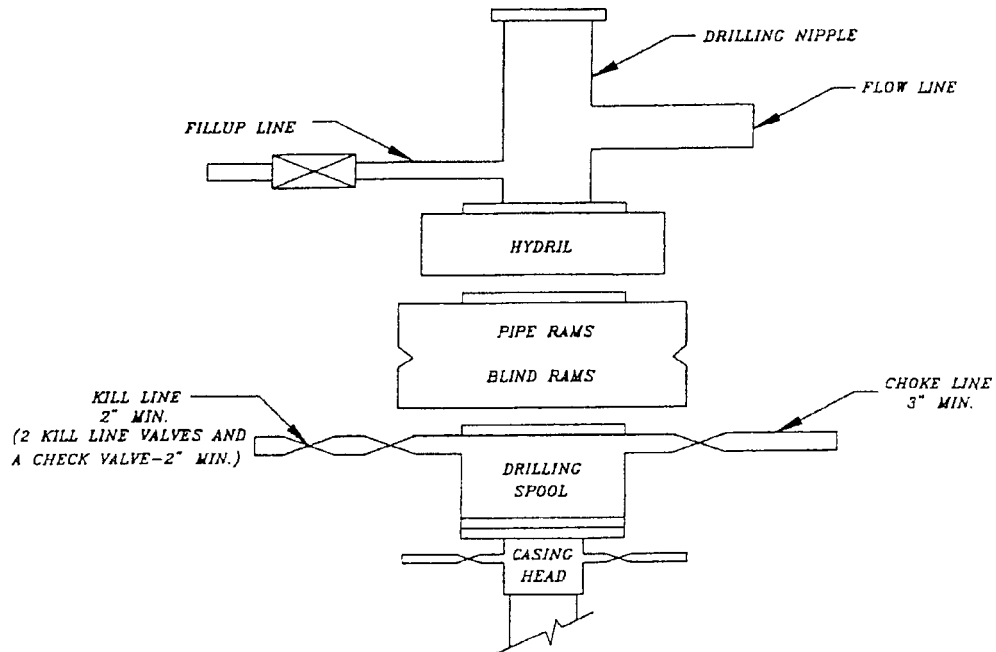 DRILLING NIPPLE
FLOW LINE
FILLUP LINE
HYDRIL
PIPE RAMS
BLIND RAMS
KILL LINE
2" MIN.
(2 KILL LINE VALVES AND
A CHECK VALVE-2" MIN.)
CHOKE LINE
3" MIN.
DRILLING
SPOOL
CASING
HEAD